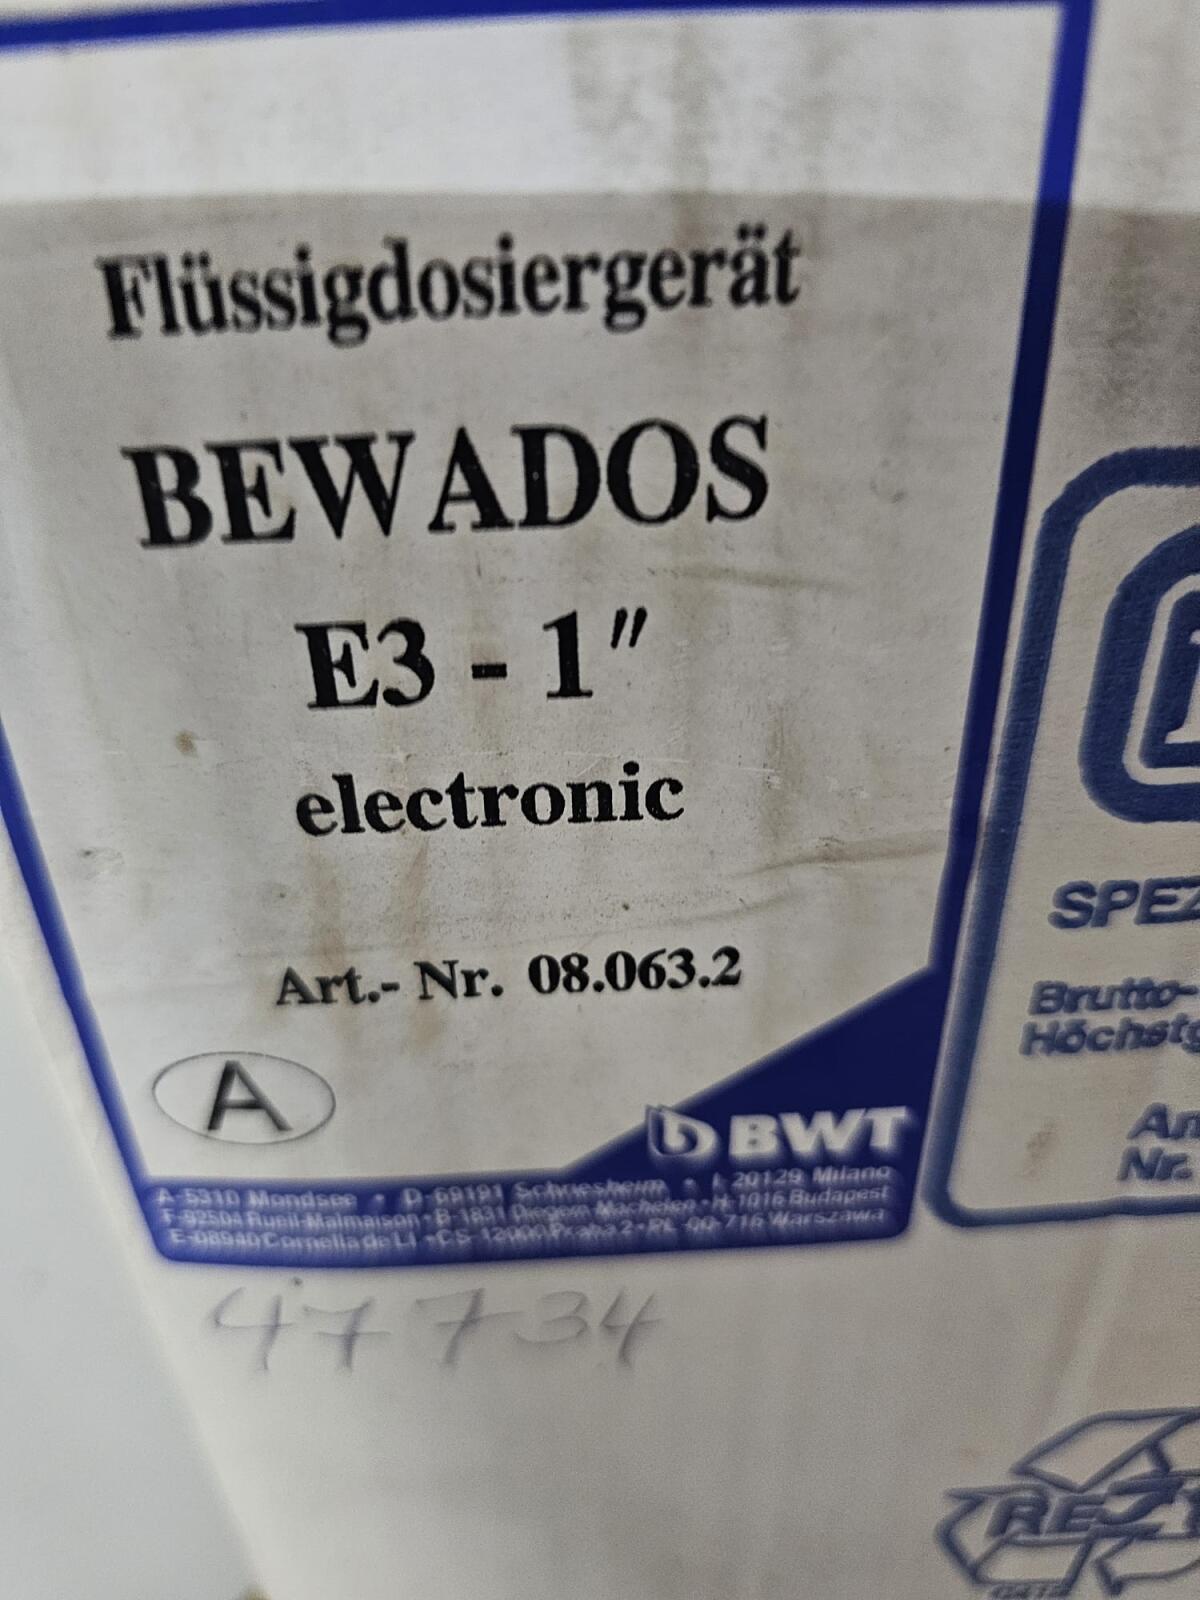 Flüssigdosiergerät
BEWADOS
E3 - 1"
electronic
Art.- Nr. 08.063.2
A
BWT
A-5310 Mondsee • D-69191 Schriesheim • I-20129 Milano
F-92504 Rueil-Malmaison • B-1831 Diegem Machelen • H-1016 Budapest
E-08940 Cornella de LI • CS-12000 Praha 2 • PL-00-716 Warszawa
47734
SPEZ
Brutto-
Höchstg
An
Nr.
REZY